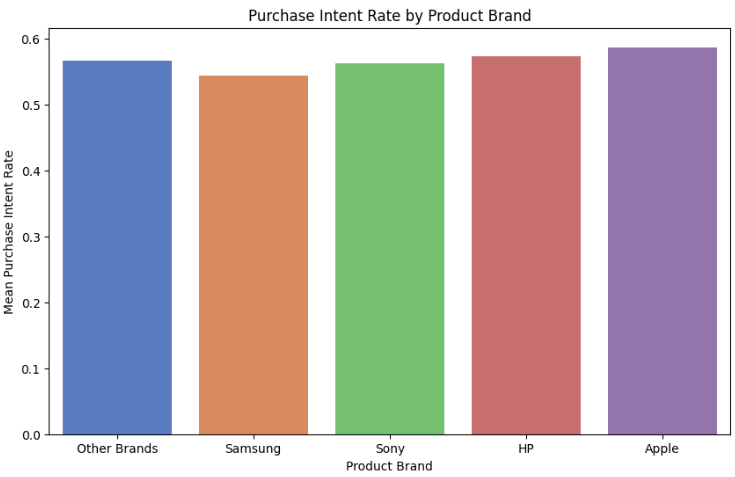 Purchase Intent Rate by Product Brand
Mean Purchase Intent Rate
0.6
0.5
0.4
0.3
0.2
0.1
0.0
Other Brands Samsung Sony HP Apple
Product Brand